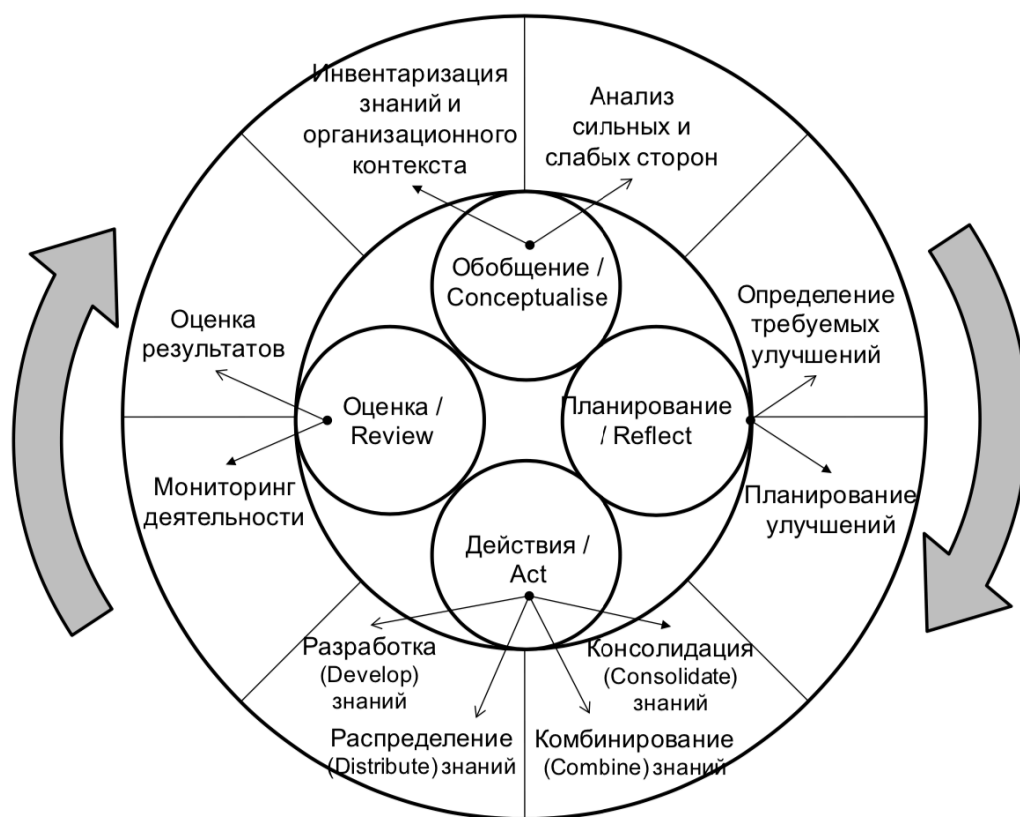 Инвентаризация
знаний и
организационного
контекста
Анализ
сильных и
слабых сторон
Обобщение /
Conceptualise
Определение
требуемых
улучшений
Оценка
результатов
Оценка /
Review
Планирование
/ Reflect
Мониторинг
деятельности
Планирование
улучшений
Действия /
Act
Разработка
(Develop)
знаний
Консолидация
(Consolidate)
знаний
Распределение
(Distribute) знаний
Комбинирование
(Combine) знаний